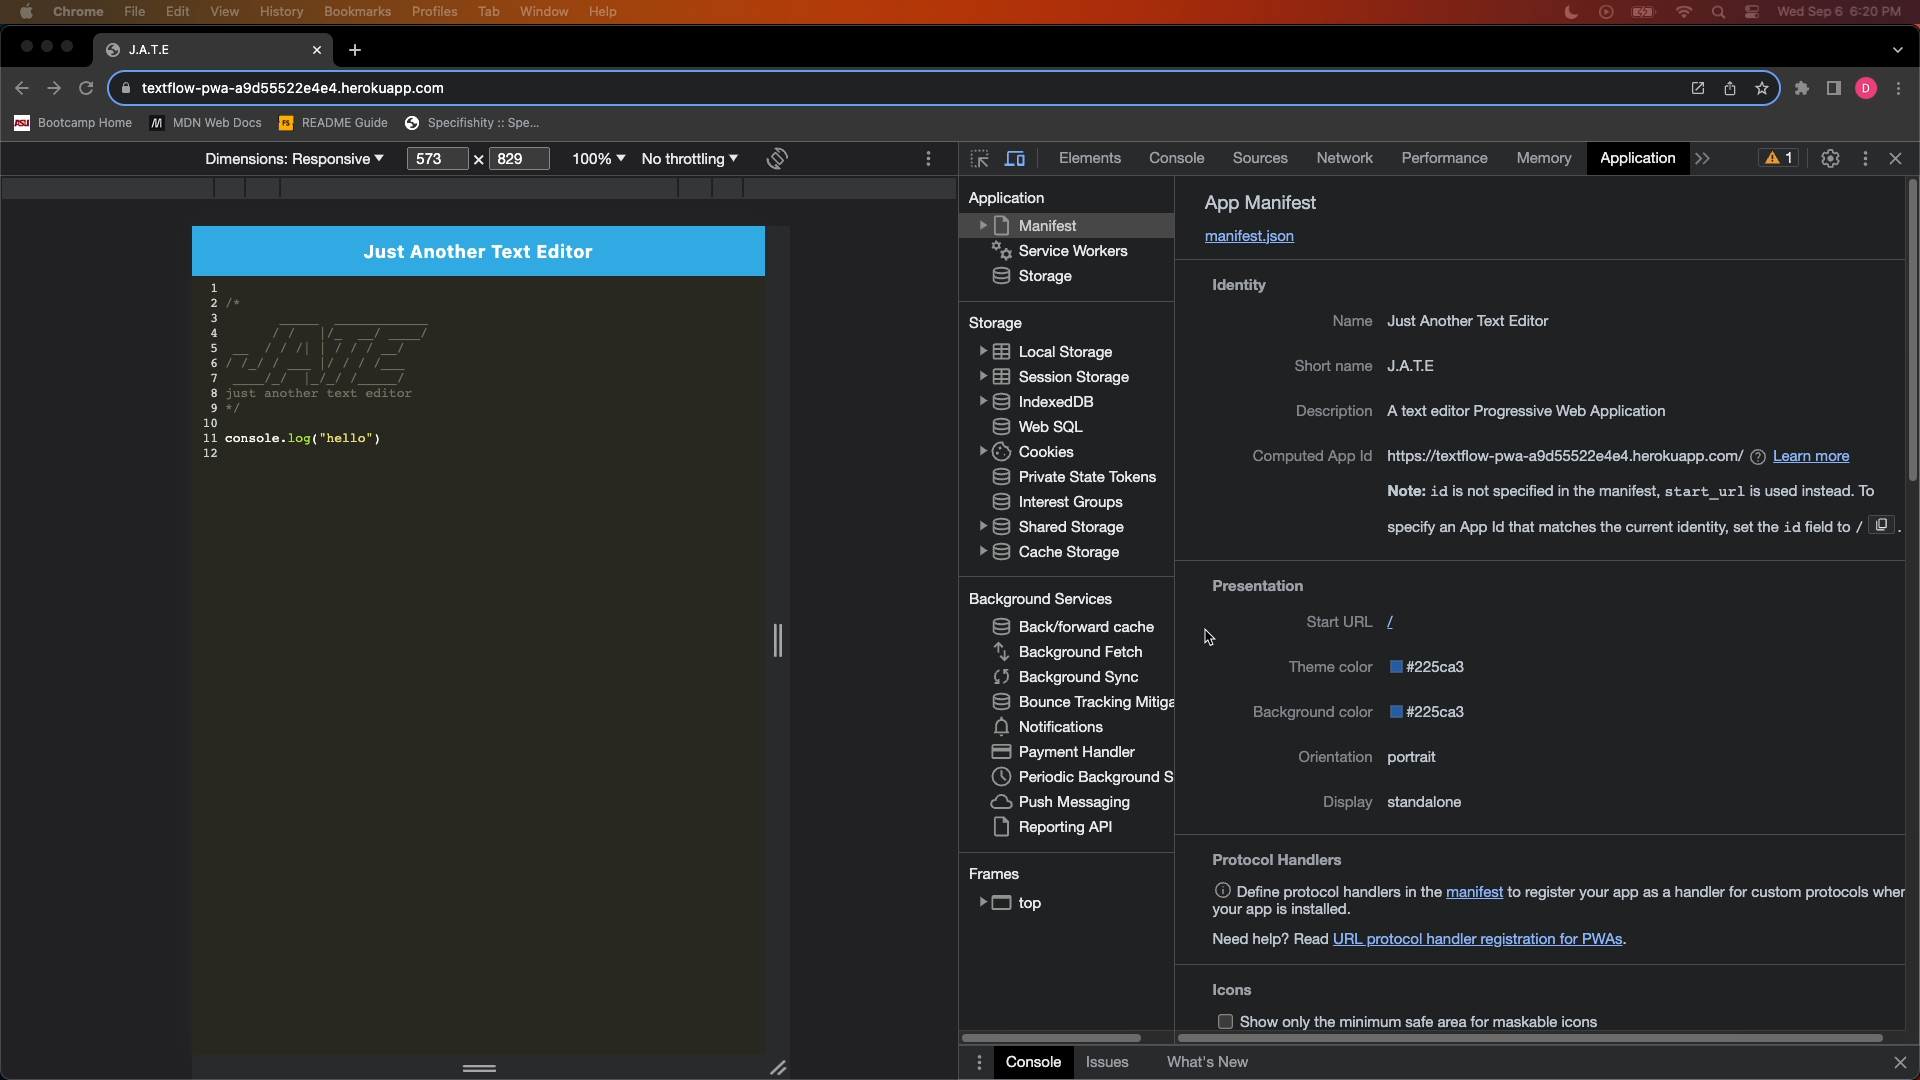 Chrome File Edit View History Bookmarks Profiles Tab Window Help Wed Sep 6 6:20 PM
J.A.T.E
textflow-pwa-a9d55522e4e4.herokuapp.com D
ASU Bootcamp Home MDN Web Docs FS README Guide Specifishity :: Spe...
Dimensions: Responsive 573 × 829 100% No throttling
Elements Console Sources Network Performance Memory Application 1
Just Another Text Editor
1
2 /*
3
4
5
6
7
8 just another text editor
9 */
10
11 console.log("hello")
12
Application
Manifest
Service Workers
Storage
Storage
Local Storage
Session Storage
IndexedDB
Web SQL
Cookies
Private State Tokens
Interest Groups
Shared Storage
Cache Storage
Background Services
Back/forward cache
Background Fetch
Background Sync
Bounce Tracking Mitiga
Notifications
Payment Handler
Periodic Background S
Push Messaging
Reporting API
Frames
top
App Manifest
manifest.json
Identity
Name Just Another Text Editor
Short name J.A.T.E
Description A text editor Progressive Web Application
Computed App Id https://textflow-pwa-a9d55522e4e4.herokuapp.com/ Learn more
Note: id is not specified in the manifest, start_url is used instead. To
specify an App Id that matches the current identity, set the id field to / .
Presentation
Start URL /
Theme color #225ca3
Background color #225ca3
Orientation portrait
Display standalone
Protocol Handlers
Define protocol handlers in the manifest to register your app as a handler for custom protocols wher
your app is installed.
Need help? Read URL protocol handler registration for PWAs.
Icons
Show only the minimum safe area for maskable icons
Console Issues What's New